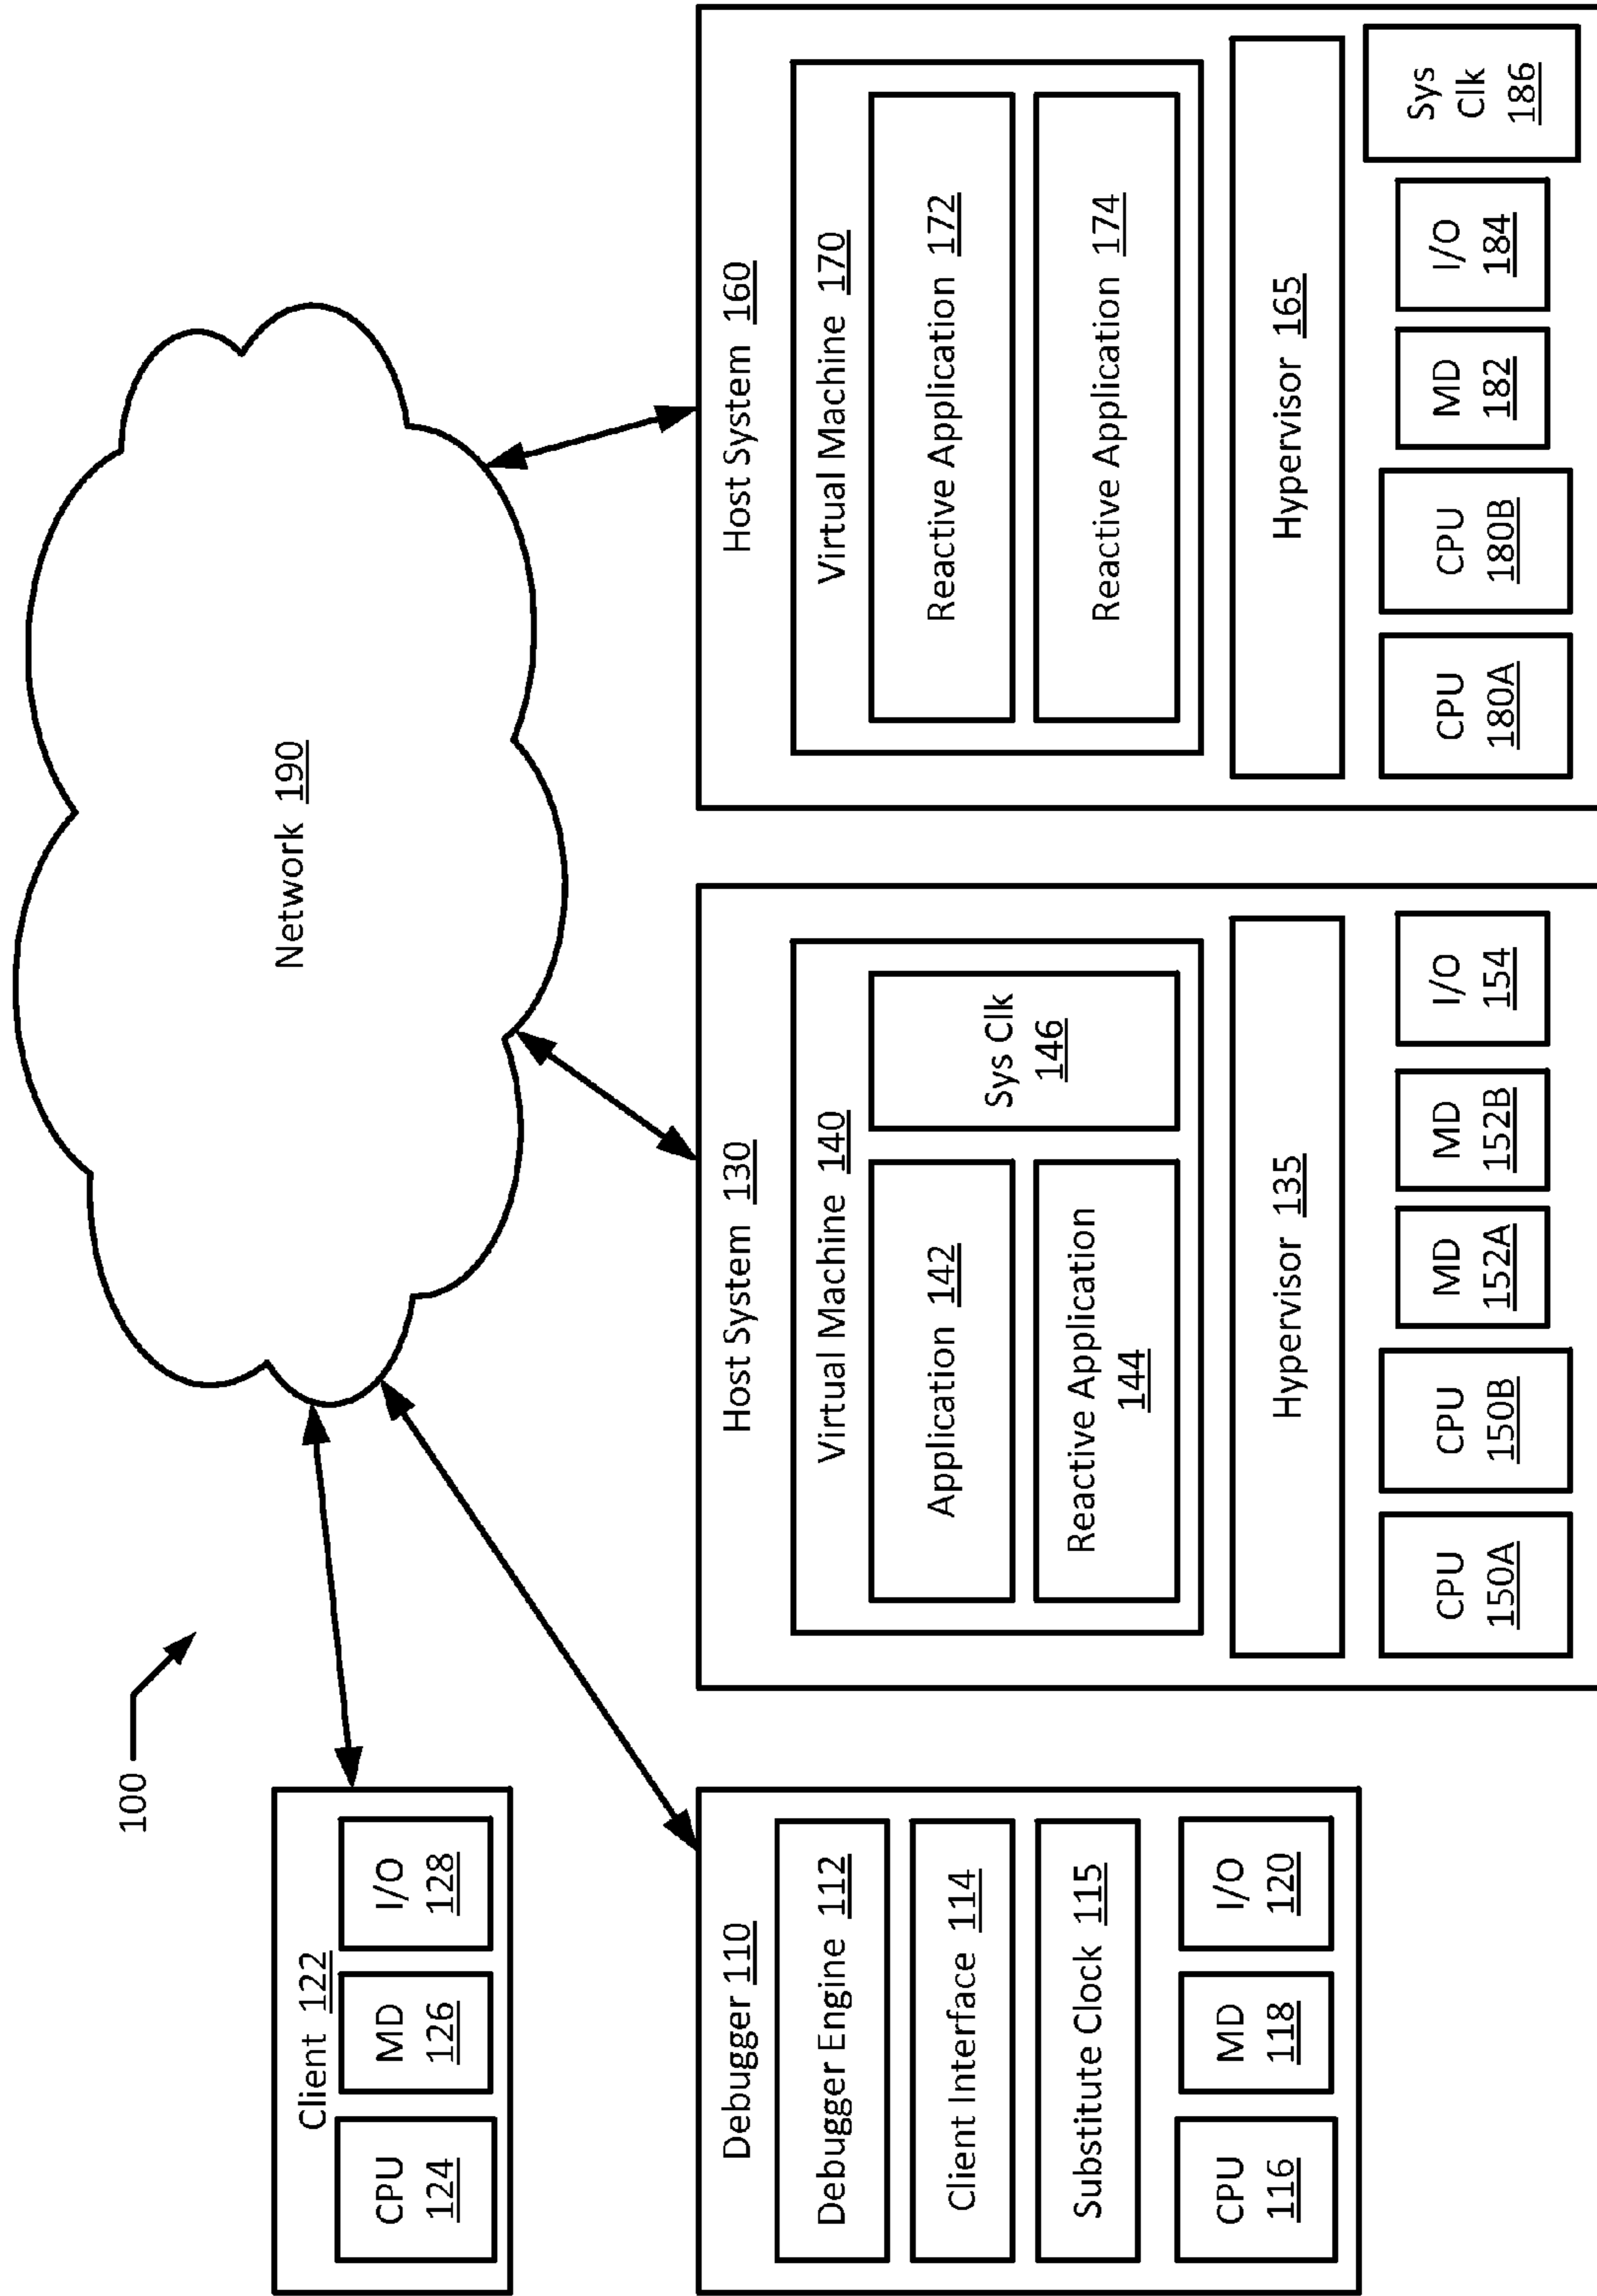 100
Network 190
Client 122
CPU
124
MD
126
I/O
128
Debugger 110
Debugger Engine 112
Client Interface 114
Substitute Clock 115
CPU
116
MD
118
I/O
120
Host System 130
Virtual Machine 140
Application 142
Reactive Application
144
Sys Clk
146
Hypervisor 135
CPU
150A
CPU
150B
MD
152A
MD
152B
I/O
154
Host System 160
Virtual Machine 170
Reactive Application 172
Reactive Application 174
Hypervisor 165
CPU
180A
CPU
180B
MD
182
I/O
184
Sys
Clk
186